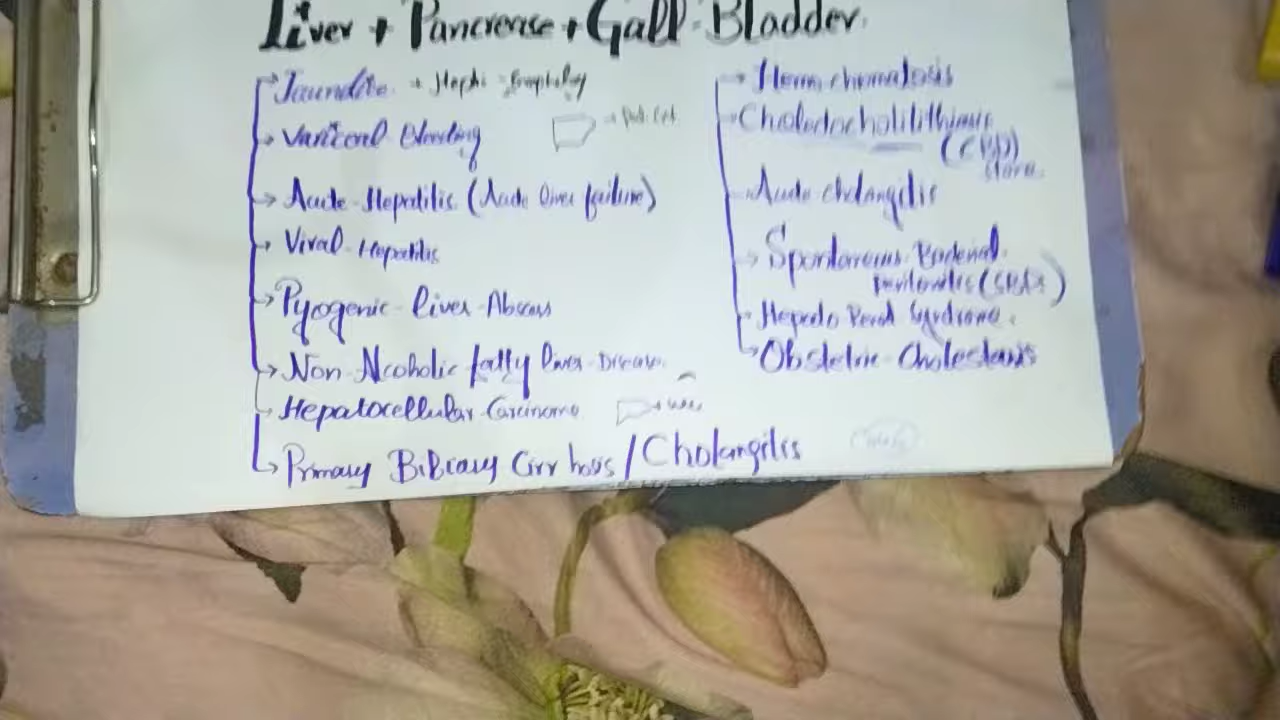 Liver + Pancrease + Gall Bladder.
Jaundice +
Variceal Bleeding
Acute Hepatitis (Acute liver failure)
Viral Hepatitis
Pyogenic liver Abscess
Non Alcoholic fatty liver Disease.
Hepatocellular Carcinoma
Primary Biliary Cirrhosis / Cholangitis
Hemochromatosis
(CBD)
stone.
Acute cholangitis
Spontaneous Bacterial
peritonitis (SBP)
Hepato Renal Syndrome.
Obstetric Cholestasis